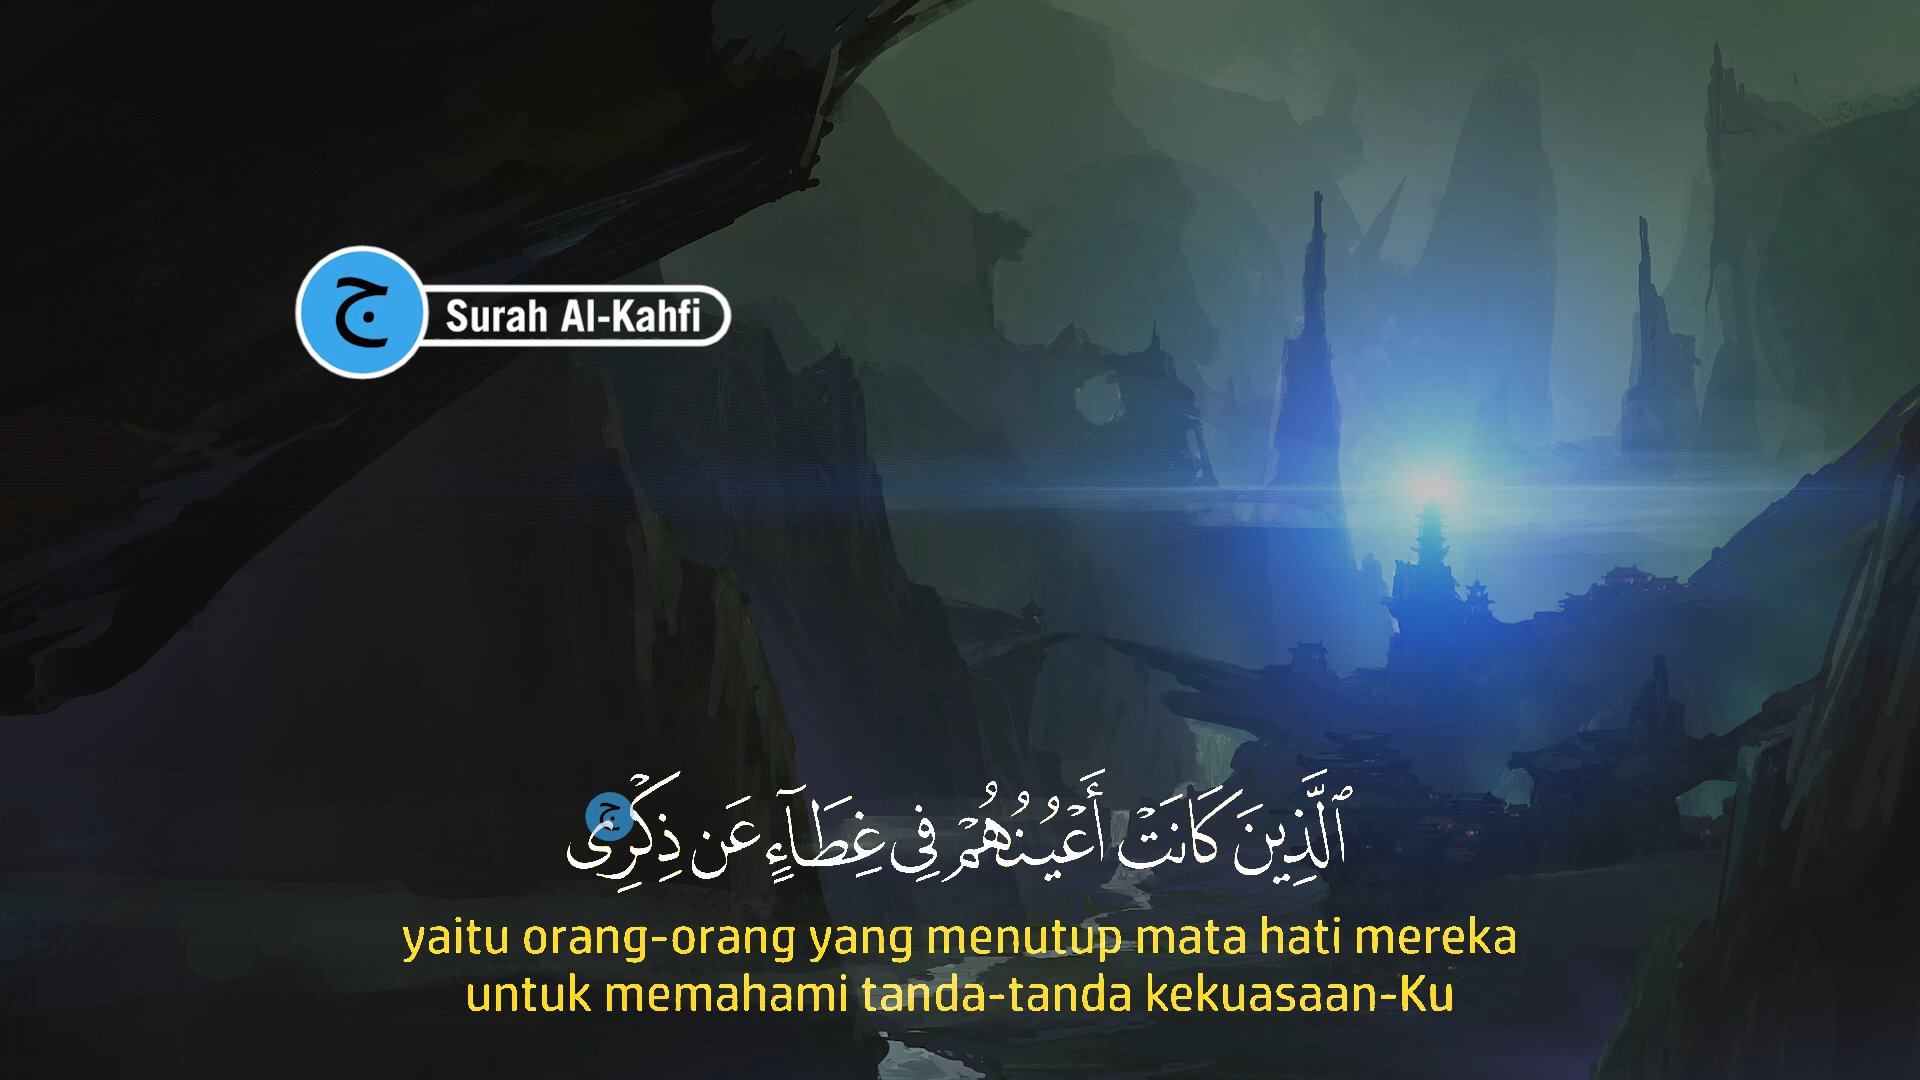 ج
Surah Al-Kahfi
ٱلَّذِينَ كَانَتْ أَعْيُنُهُمْ فِى غِطَآءٍ عَن ذِكْرِى
ج
yaitu orang-orang yang menutup mata hati mereka
untuk memahami tanda-tanda kekuasaan-Ku